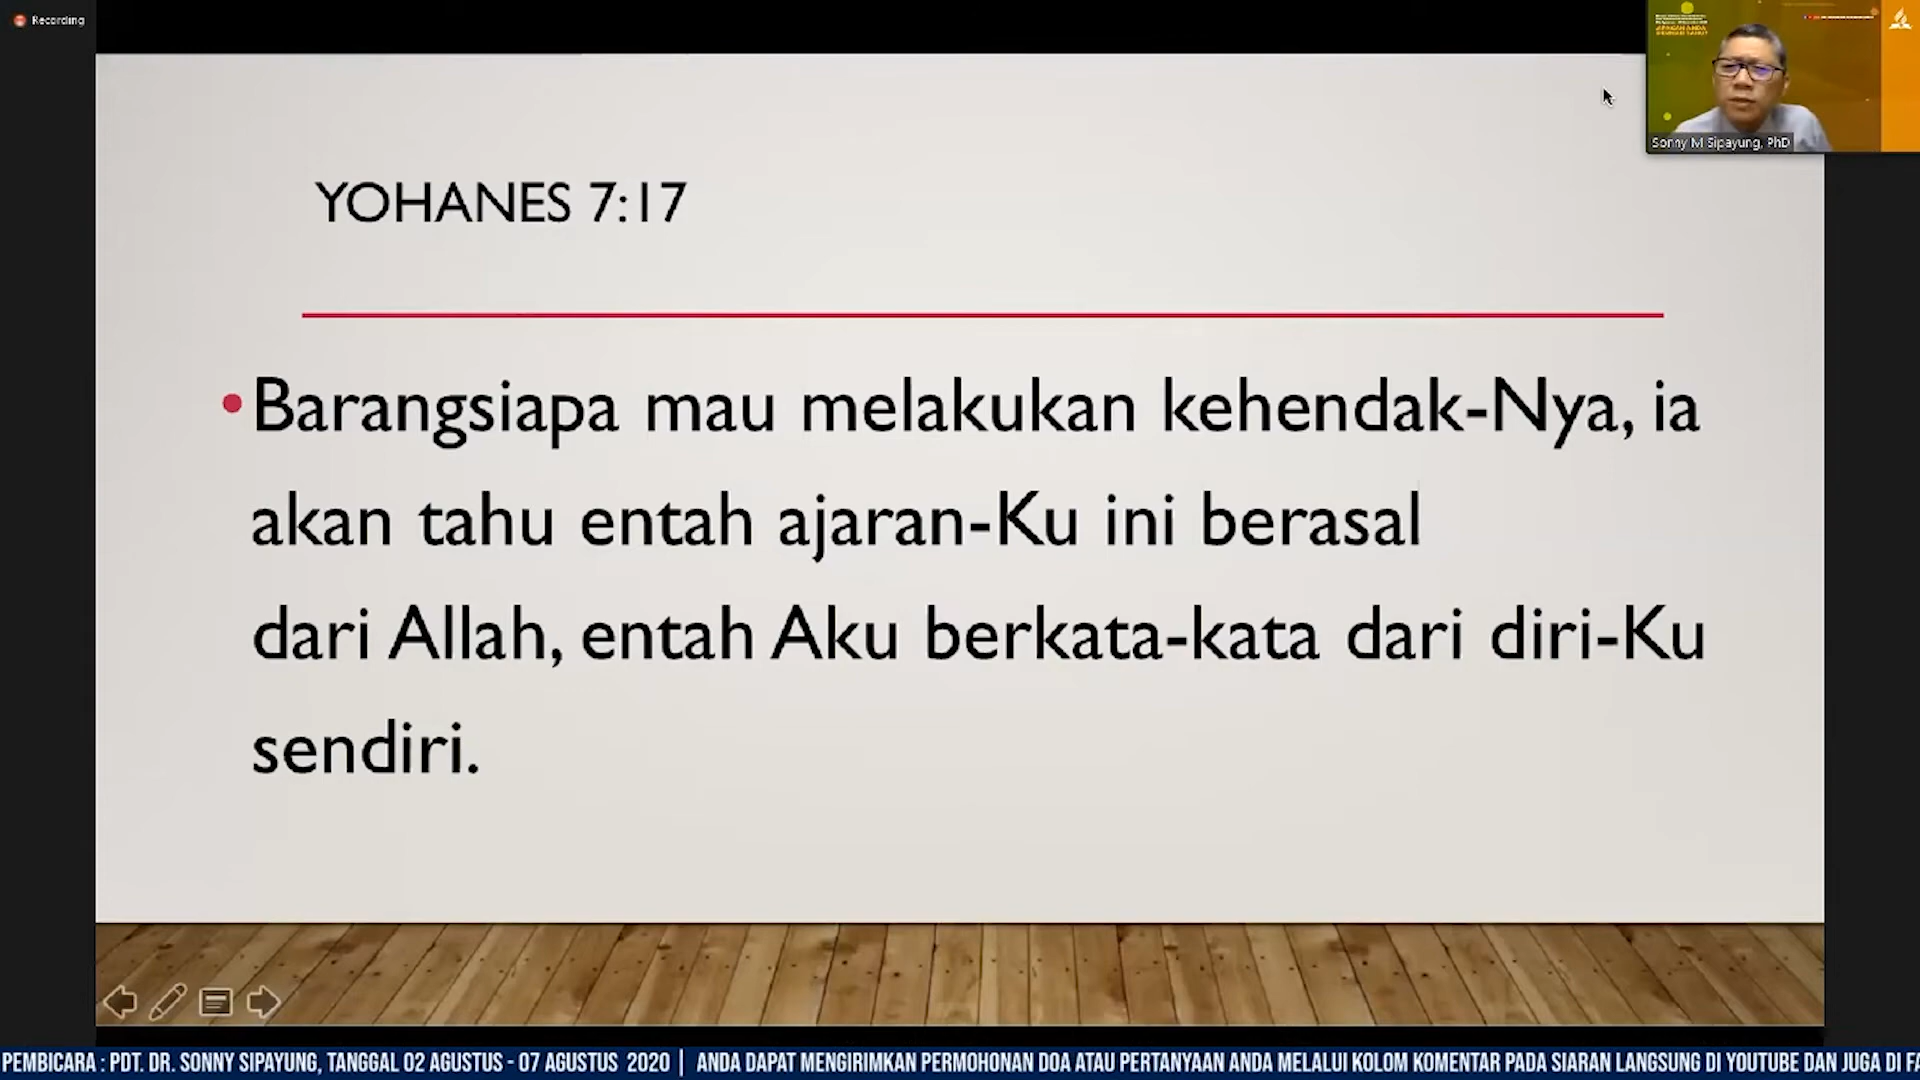 Recording
Sonny M Sipayung, PhD
YOHANES 7:17
•Barangsiapa mau melakukan kehendak-Nya, ia
akan tahu entah ajaran-Ku ini berasal
dari Allah, entah Aku berkata-kata dari diri-Ku
sendiri.
PEMBICARA : PDT. DR. SONNY SIPAYUNG, TANGGAL 02 AGUSTUS - 07 AGUSTUS 2020 | ANDA DAPAT MENGIRIMKAN PERMOHONAN DOA ATAU PERTANYAAN ANDA MELALUI KOLOM KOMENTAR PADA SIARAN LANGSUNG DI YOUTUBE DAN JUGA DI FA